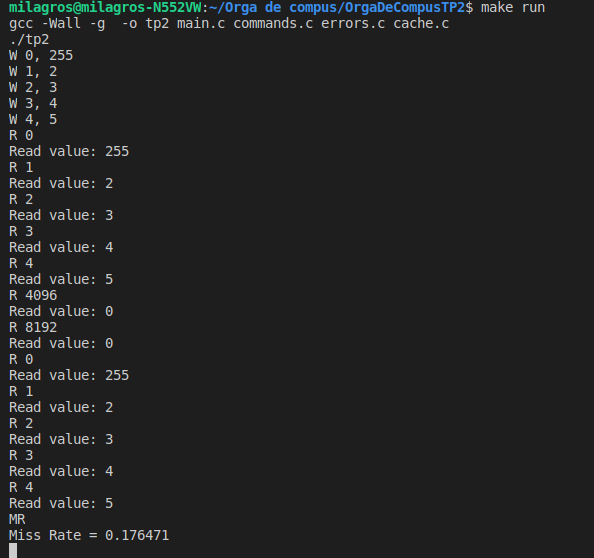 milagros@milagros-N552VW:~/Orga de compus/OrgaDeCompusTP2$ make run
gcc -Wall -g  -o tp2 main.c commands.c errors.c cache.c
./tp2
W 0, 255
W 1, 2
W 2, 3
W 3, 4
W 4, 5
R 0
Read value: 255
R 1
Read value: 2
R 2
Read value: 3
R 3
Read value: 4
R 4
Read value: 5
R 4096
Read value: 0
R 8192
Read value: 0
R 0
Read value: 255
R 1
Read value: 2
R 2
Read value: 3
R 3
Read value: 4
R 4
Read value: 5
MR
Miss Rate = 0.176471